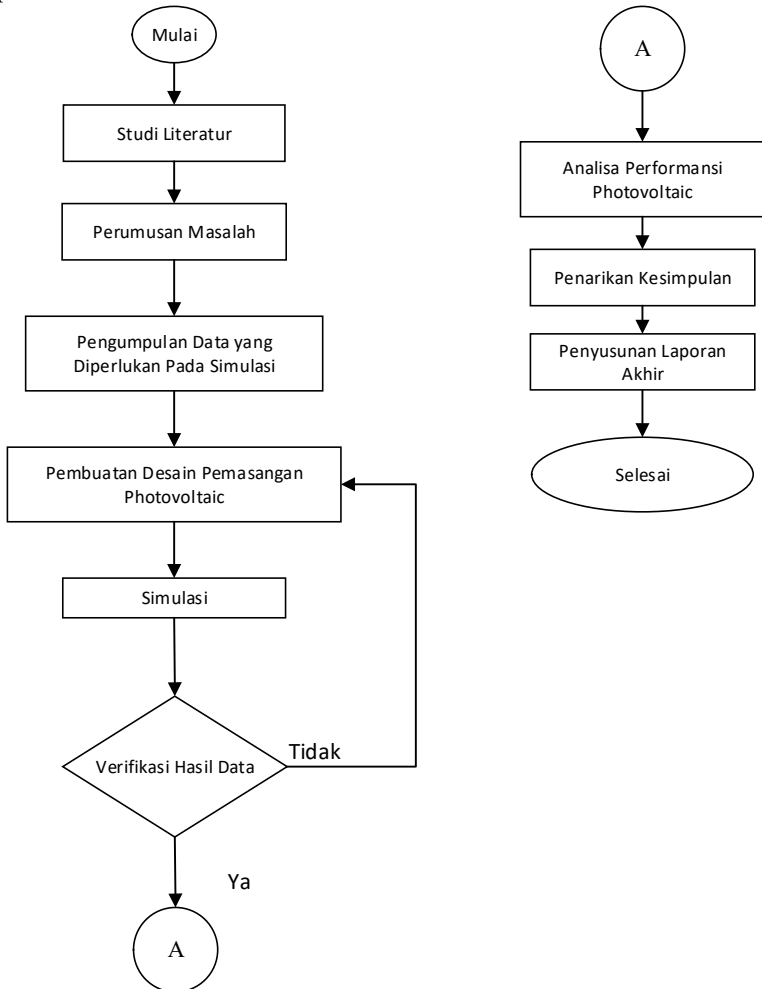 Mulai
Studi Literatur
Perumusan Masalah
Pengumpulan Data yang
Diperlukan Pada Simulasi
Pembuatan Desain Pemasangan
Photovoltaic
Simulasi
Verifikasi Hasil Data
Tidak
Ya
A
A
Analisa Performansi
Photovoltaic
Penarikan Kesimpulan
Penyusunan Laporan
Akhir
Selesai